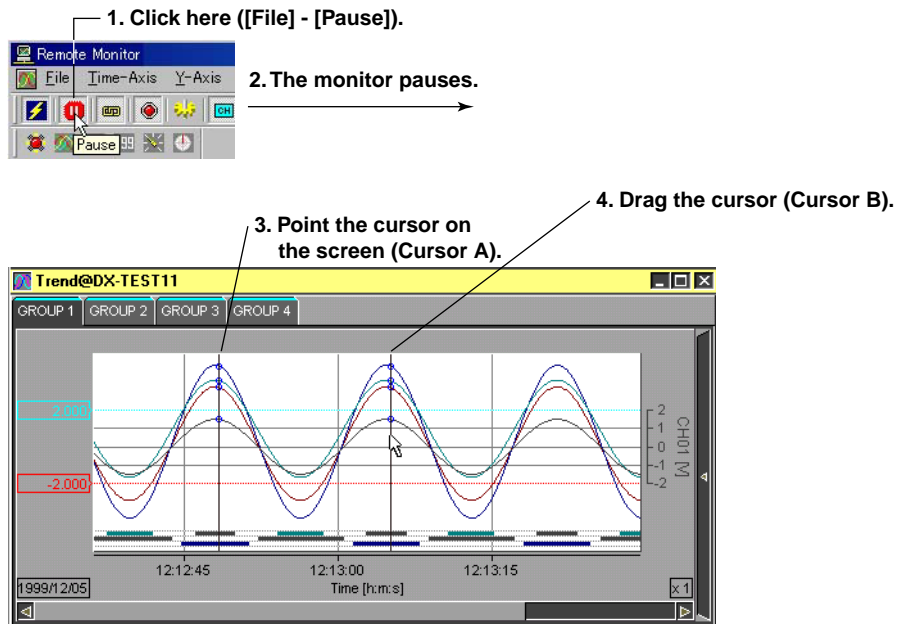 1. Click here ([File] - [Pause]).
Remote Monitor
File Time-Axis Y-Axis
2. The monitor pauses.
CH
Pause 99
4. Drag the cursor (Cursor B).
3. Point the cursor on
the screen (Cursor A).
Trend@DX-TEST11
GROUP 1 GROUP 2 GROUP 3 GROUP 4
2.000
-2.000
2
1
0
-1
-2
CH01 [V]
12:12:45 12:13:00 12:13:15
1999/12/05 Time [h:m:s] x 1